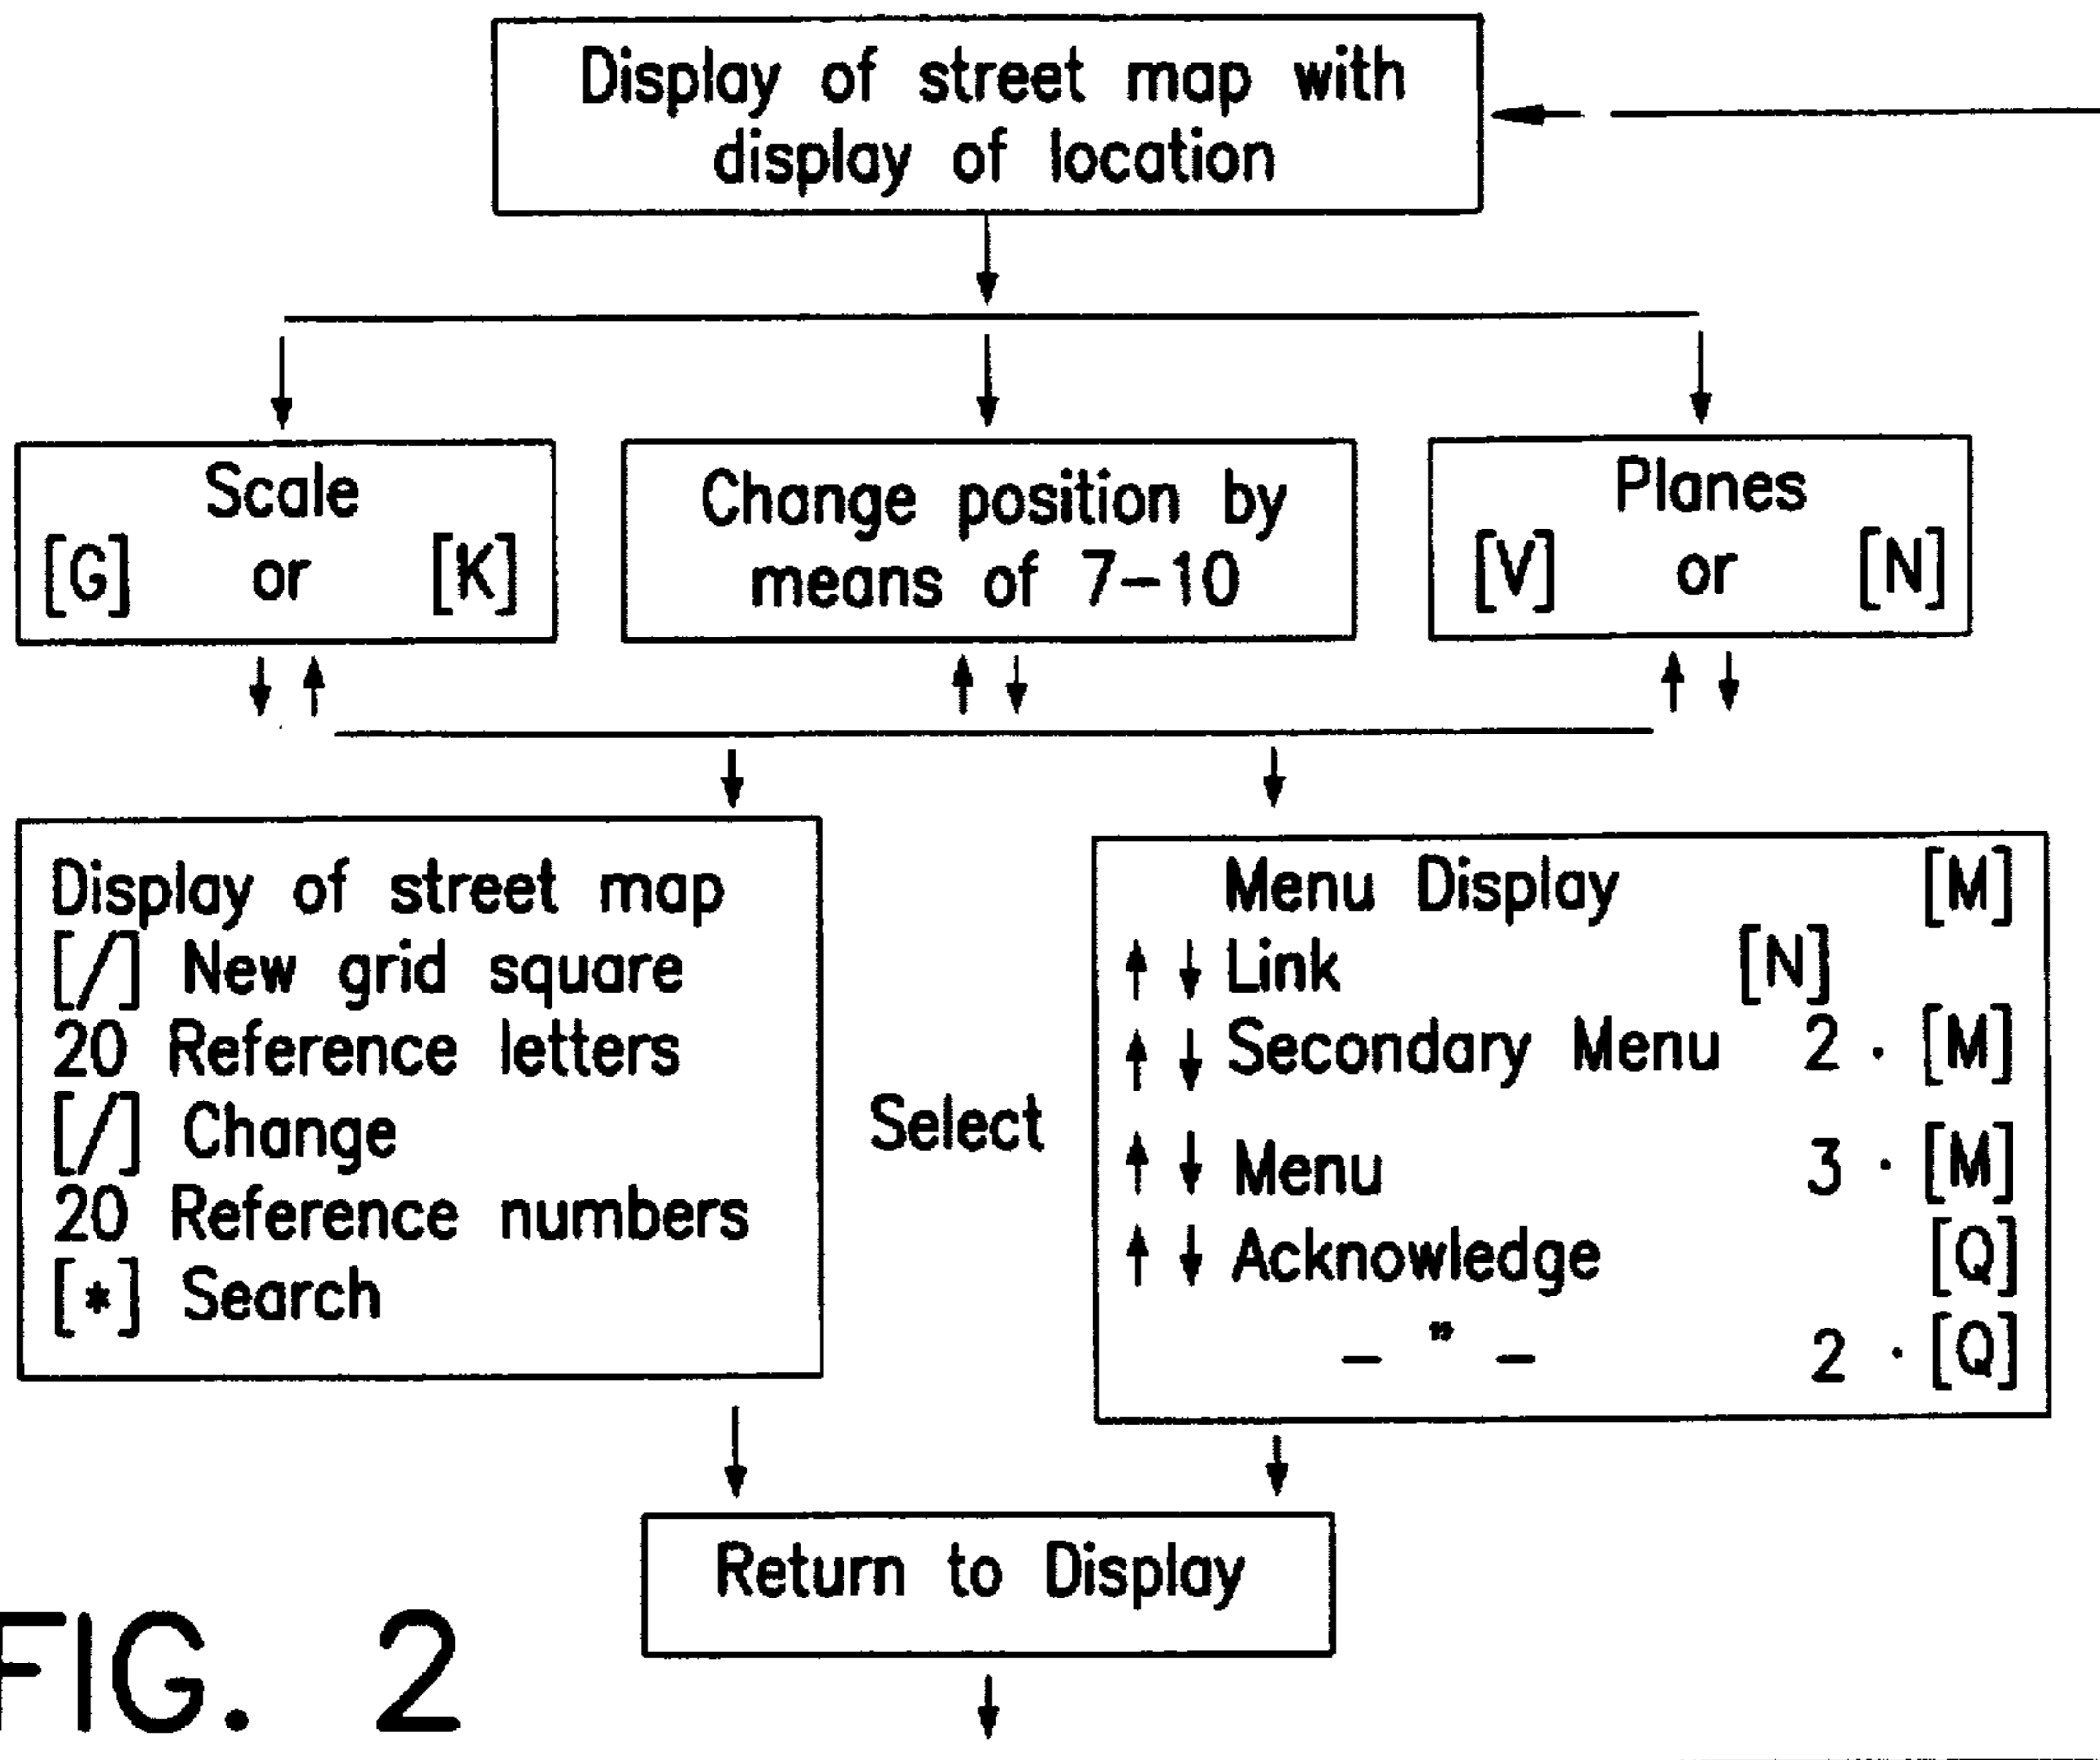 Display of street map with
display of location
Scale
[G] or [K]
Change position by
means of 7-10
Planes
[V] or [N]
Display of street map
[/] New grid square
20 Reference letters
[/] Change
20 Reference numbers
[*] Search
Select
Menu Display [M]
↑ ↓ Link [N]
↑ ↓ Secondary Menu 2 · [M]
↑ ↓ Menu 3 · [M]
↑ ↓ Acknowledge [Q]
– " – 2 · [Q]
Return to Display
FIG. 2